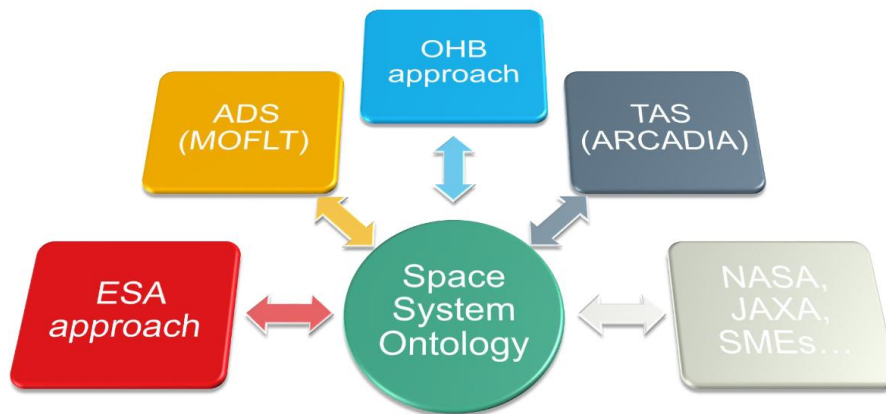 OHB
approach
ADS
(MOFLT)
TAS
(ARCADIA)
ESA
approach
Space
System
Ontology
NASA,
JAXA,
SMEs...